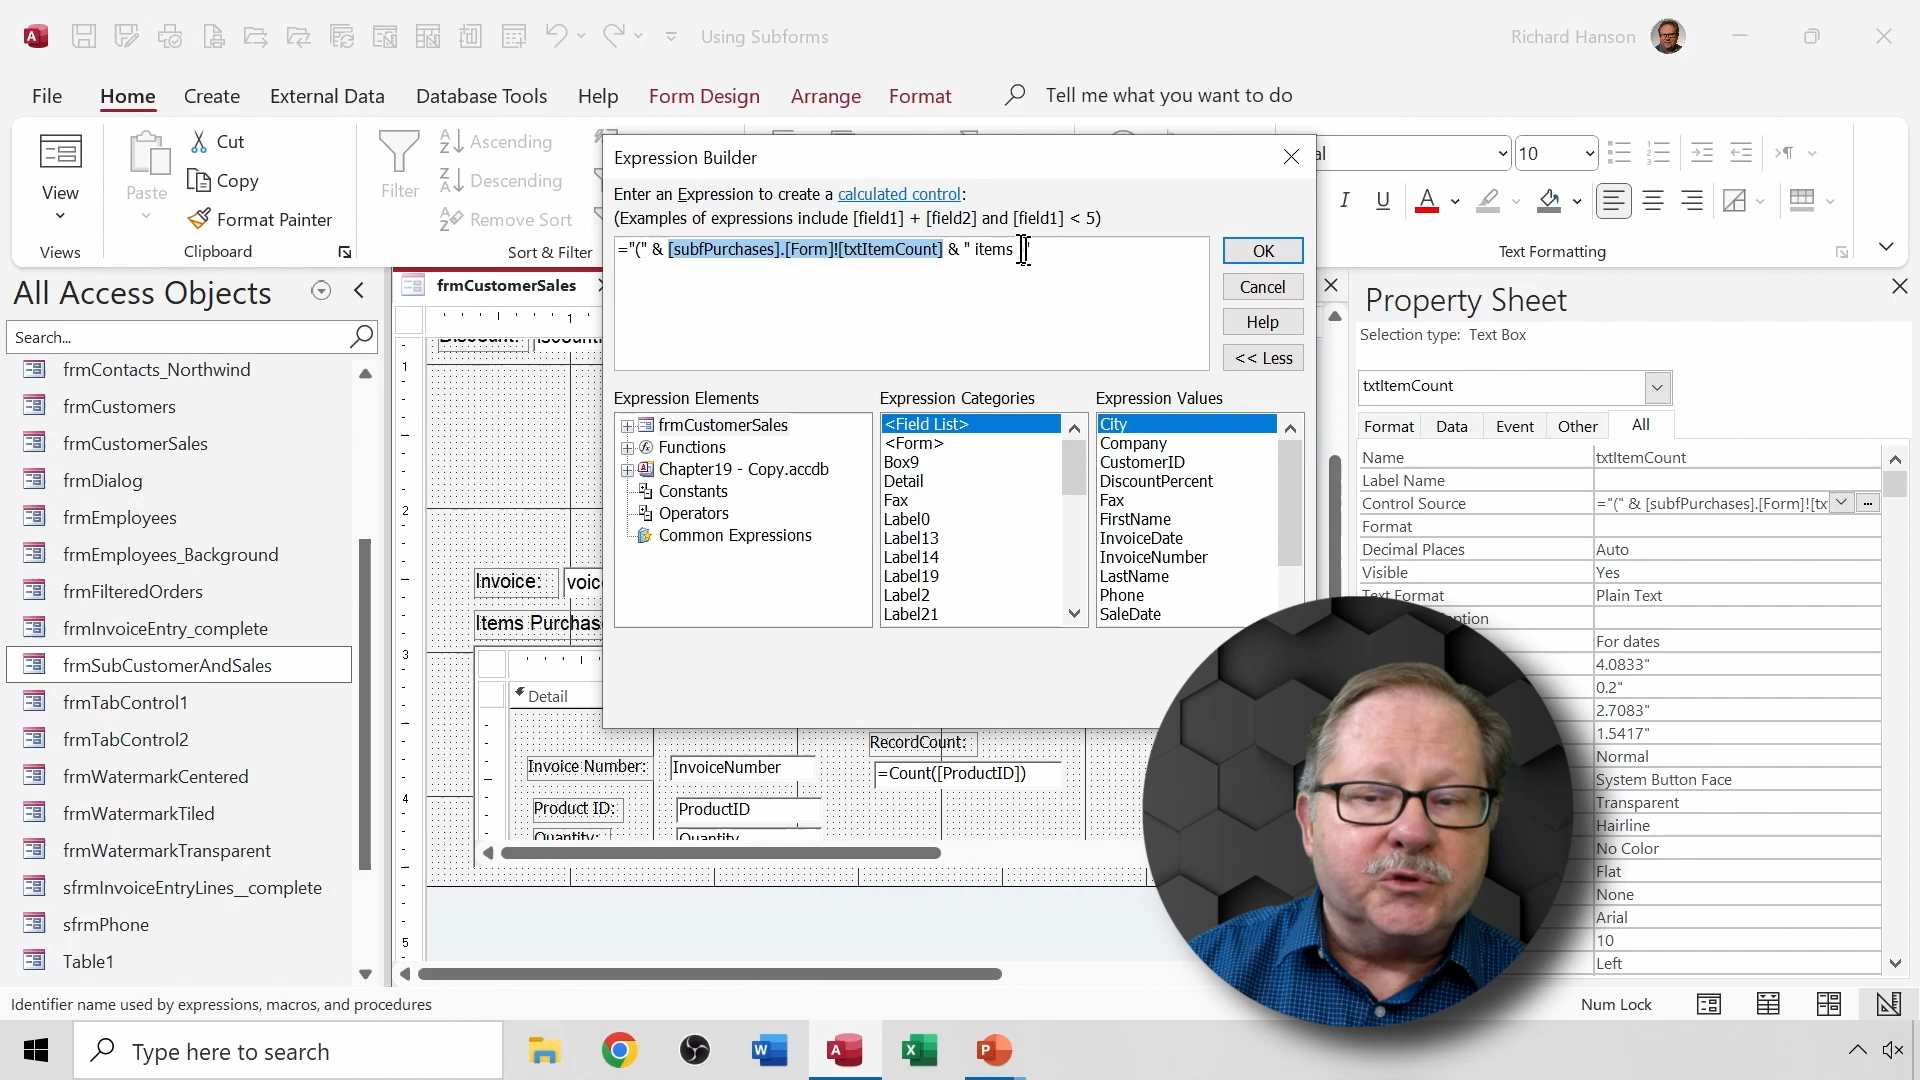 Using Subforms
Richard Hanson
File
Home
Create
External Data
Database Tools
Help
Form Design
Arrange
Format
Tell me what you want to do
View
Views
Paste
Cut
Copy
Format Painter
Clipboard
Filter
Ascending
Descending
Remove Sort
Sort & Filter
10
Text Formatting
Expression Builder
Enter an Expression to create a calculated control:
(Examples of expressions include [field1] + [field2] and [field1] < 5)
="(" & [subfPurchases].[Form]![txtItemCount] & " items
OK
Cancel
Help
<< Less
Expression Elements
frmCustomerSales
Functions
Chapter19 - Copy.accdb
Constants
Operators
Common Expressions
Expression Categories
<Field List>
<Form>
Box9
Detail
Fax
Label0
Label13
Label14
Label19
Label2
Label21
Expression Values
City
Company
CustomerID
DiscountPercent
Fax
FirstName
InvoiceDate
InvoiceNumber
LastName
Phone
SaleDate
All Access Objects
Search...
frmContacts_Northwind
frmCustomers
frmCustomerSales
frmDialog
frmEmployees
frmEmployees_Background
frmFilteredOrders
frmInvoiceEntry_complete
frmSubCustomerAndSales
frmTabControl1
frmTabControl2
frmWatermarkCentered
frmWatermarkTiled
frmWatermarkTransparent
sfrmInvoiceEntryLines__complete
sfrmPhone
Table1
frmCustomerSales
1
1
2
3
4
5
Invoice:
Items Purchas
Detail
Invoice Number:
InvoiceNumber
Product ID:
ProductID
Quantity:
Quantity
RecordCount:
=Count([ProductID])
Property Sheet
Selection type: Text Box
txtItemCount
Format
Data
Event
Other
All
Name txtItemCount
Label Name
Control Source ="(" & [subfPurchases].[Form]![tx
Format
Decimal Places Auto
Visible Yes
Text Format Plain Text
For dates
4.0833"
0.2"
2.7083"
1.5417"
Normal
System Button Face
Transparent
Hairline
No Color
Flat
None
Arial
10
Left
Identifier name used by expressions, macros, and procedures
Num Lock
Type here to search